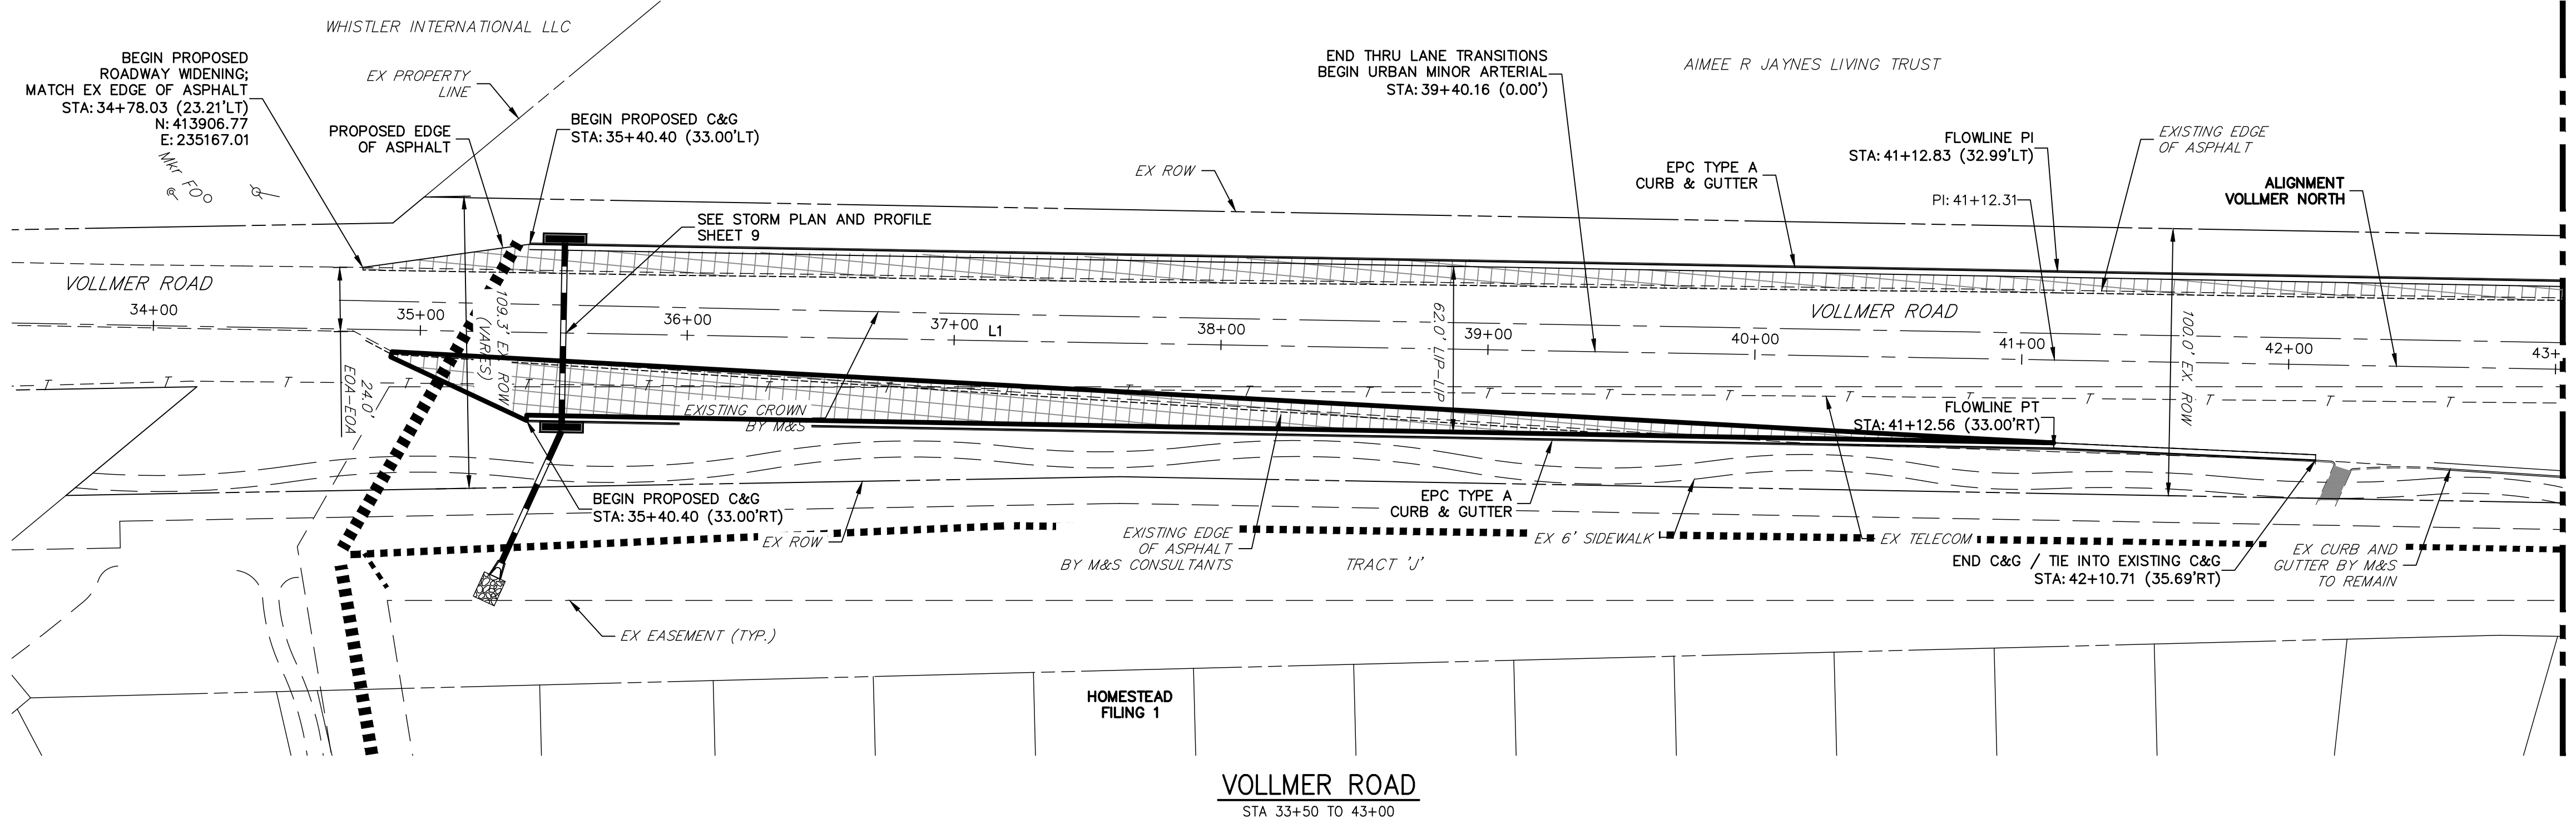 WHISTLER INTERNATIONAL LLC
BEGIN PROPOSED
ROADWAY WIDENING;
MATCH EX EDGE OF ASPHALT
STA: 34+78.03 (23.21'LT)
N: 413906.77
E: 235167.01
EX PROPERTY
LINE
PROPOSED EDGE
OF ASPHALT
BEGIN PROPOSED C&G
STA: 35+40.40 (33.00'LT)
END THRU LANE TRANSITIONS
BEGIN URBAN MINOR ARTERIAL
STA: 39+40.16 (0.00')
AIMEE R JAYNES LIVING TRUST
EX ROW
EPC TYPE A
CURB & GUTTER
FLOWLINE PI
STA: 41+12.83 (32.99'LT)
PI: 41+12.31
EXISTING EDGE
OF ASPHALT
ALIGNMENT
VOLLMER NORTH
Mkr FO
SEE STORM PLAN AND PROFILE
SHEET 9
VOLLMER ROAD
VOLLMER ROAD
34+00
35+00
36+00
37+00
L1
38+00
39+00
40+00
41+00
42+00
43+
109.3' EX ROW
(VARIES)
24.0'
EOA-EOA
62.0' LIP-LIP
100.0' EX. ROW
T T T T T T T T T T T T T T T T T T T T T
EXISTING CROWN
BY M&S
FLOWLINE PT
STA: 41+12.56 (33.00'RT)
BEGIN PROPOSED C&G
STA: 35+40.40 (33.00'RT)
EX ROW
EPC TYPE A
CURB & GUTTER
EXISTING EDGE
OF ASPHALT
BY M&S CONSULTANTS
TRACT 'J'
EX 6' SIDEWALK
EX TELECOM
END C&G / TIE INTO EXISTING C&G
STA: 42+10.71 (35.69'RT)
EX CURB AND
GUTTER BY M&S
TO REMAIN
EX EASEMENT (TYP.)
HOMESTEAD
FILING 1
VOLLMER ROAD
STA 33+50 TO 43+00